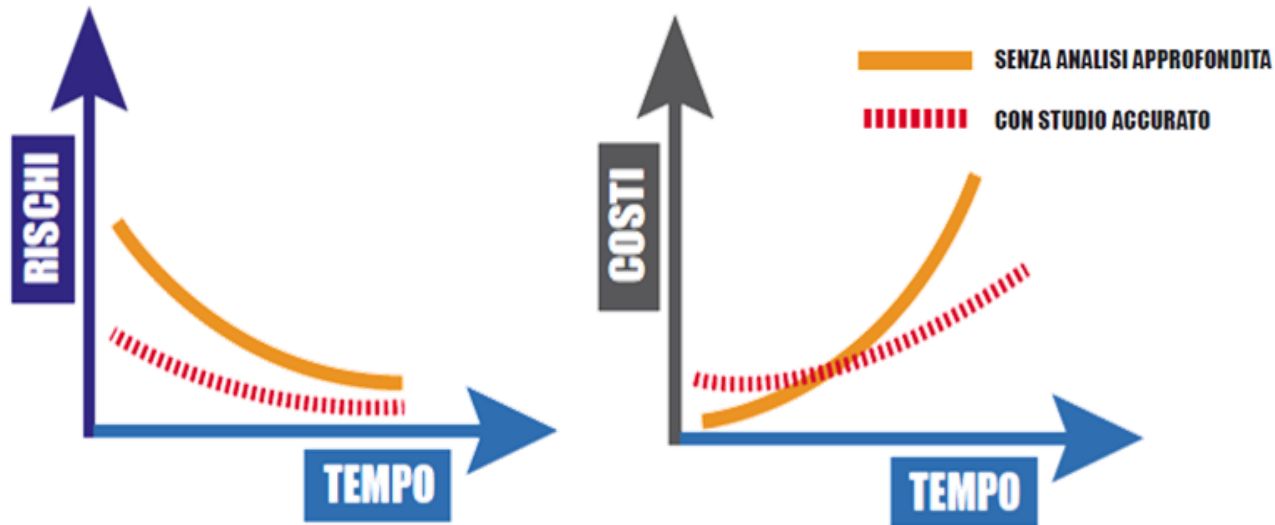 RISCHI
TEMPO
COSTI
TEMPO
SENZA ANALISI APPROFONDITA
CON STUDIO ACCURATO